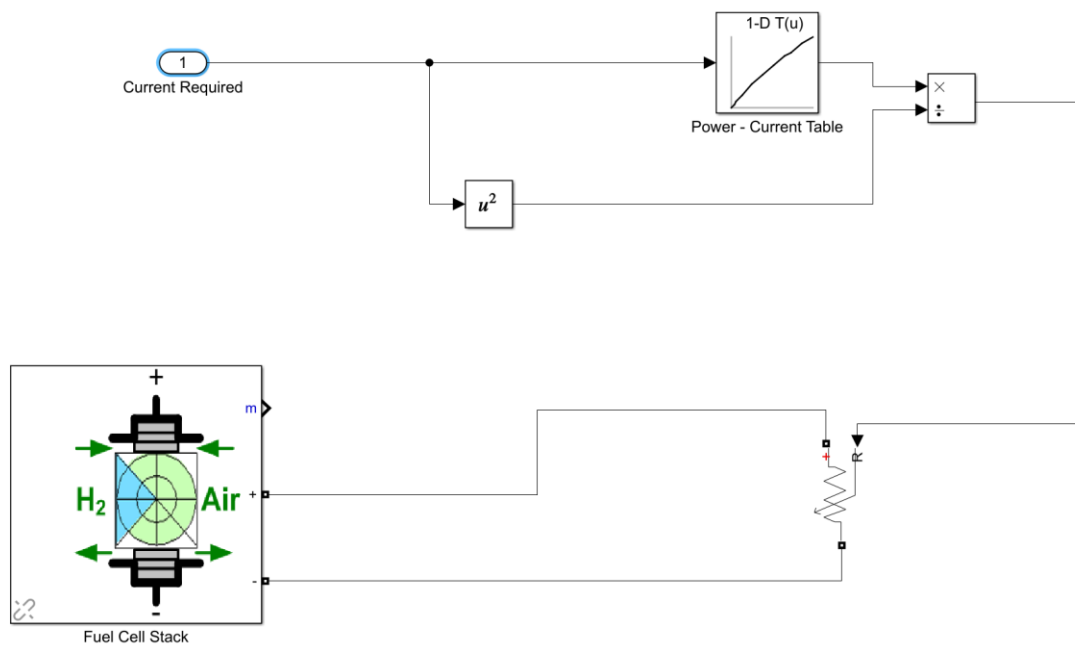 1-D T(u)
1
Current Required
×
÷
Power - Current Table
u²
+
m
+
R
H₂
Air
+
-
-
Fuel Cell Stack